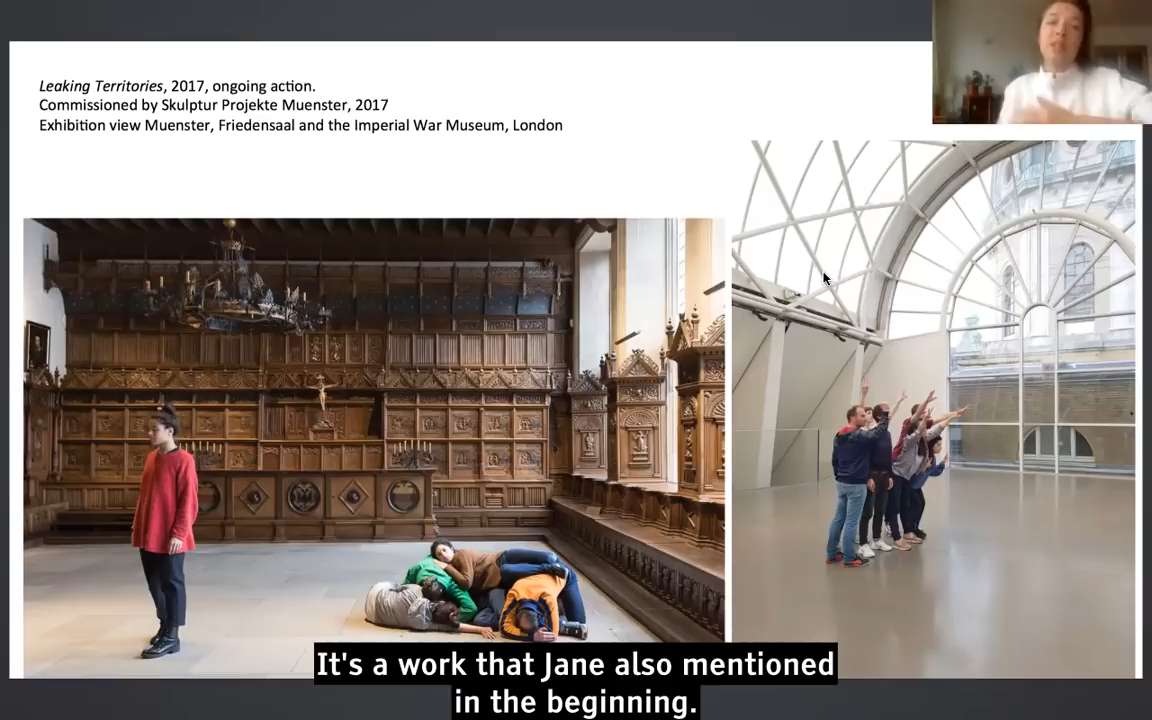 Leaking Territories, 2017, ongoing action.
Commissioned by Skulptur Projekte Muenster, 2017
Exhibition view Muenster, Friedensaal and the Imperial War Museum, London
It's a work that Jane also mentioned
in the beginning.